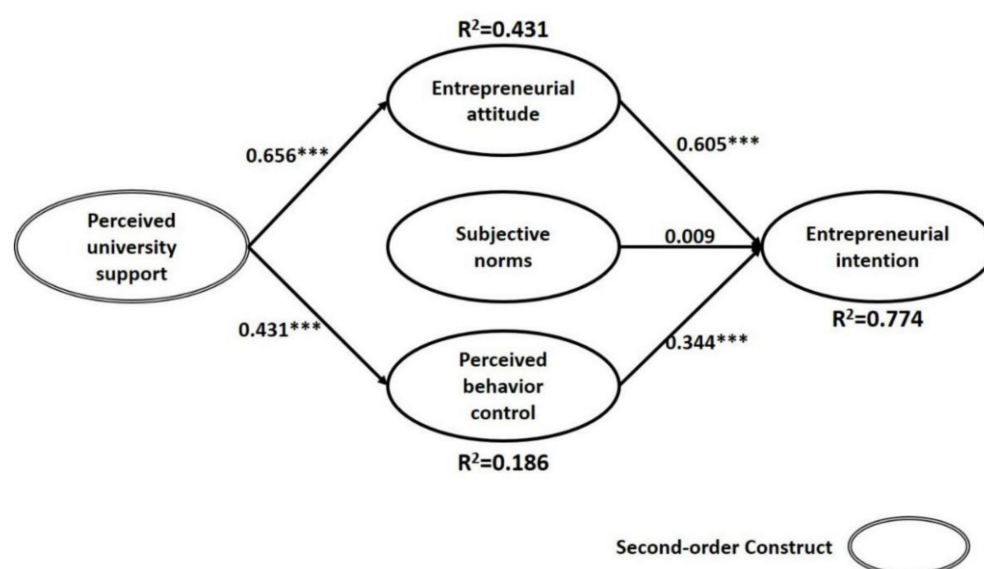 R²=0.431
Entrepreneurial
attitude
0.656***
0.605***
Perceived
university
support
Subjective
norms
0.009
Entrepreneurial
intention
R²=0.774
0.431***
0.344***
Perceived
behavior
control
R²=0.186
Second-order Construct